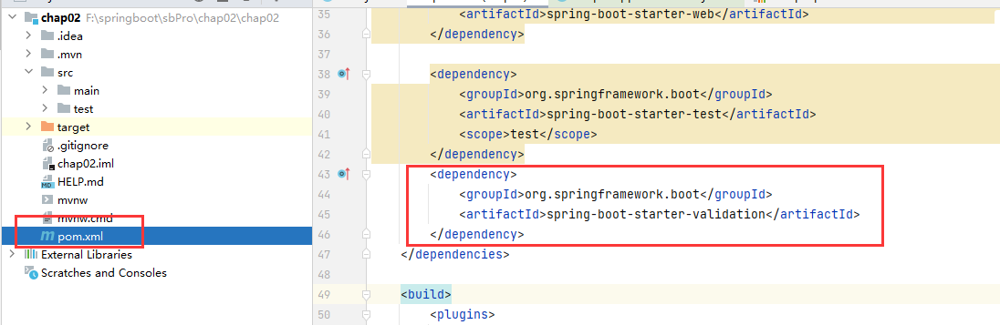 chap02 F:\springboot\sbPro\chap02\chap02
.idea
.mvn
src
main
test
target
.gitignore
chap02.iml
HELP.md
mvnw
mvnw.cmd
pom.xml
External Libraries
Scratches and Consoles
35 <artifactId>spring-boot-starter-web</artifactId>
36 </dependency>
37
38 <dependency>
39 <groupId>org.springframework.boot</groupId>
40 <artifactId>spring-boot-starter-test</artifactId>
41 <scope>test</scope>
42 </dependency>
43 <dependency>
44 <groupId>org.springframework.boot</groupId>
45 <artifactId>spring-boot-starter-validation</artifactId>
46 </dependency>
47 </dependencies>
48
49 <build>
50 <plugins>